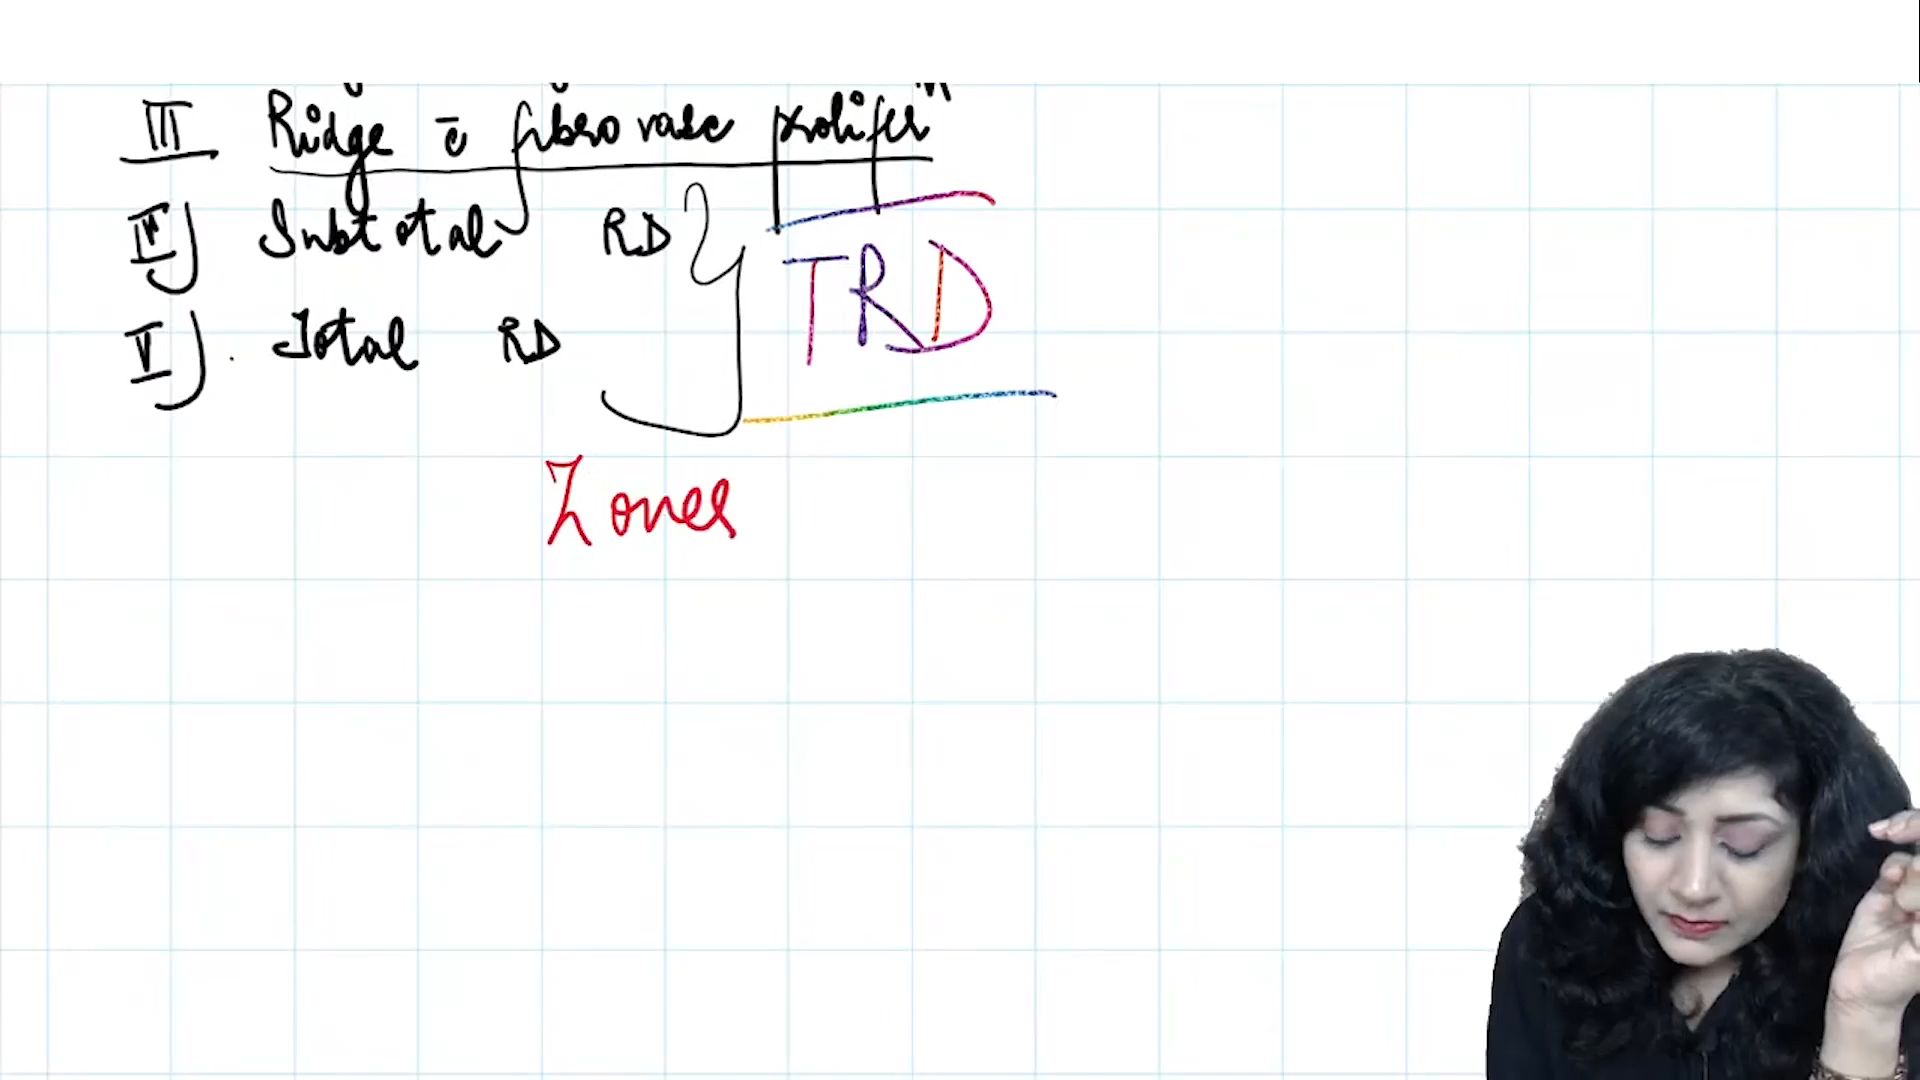 III Ridge c̄ fibrovasc prolifer^n
IV) Subtotal RD
TRD
V) Total RD
Zones